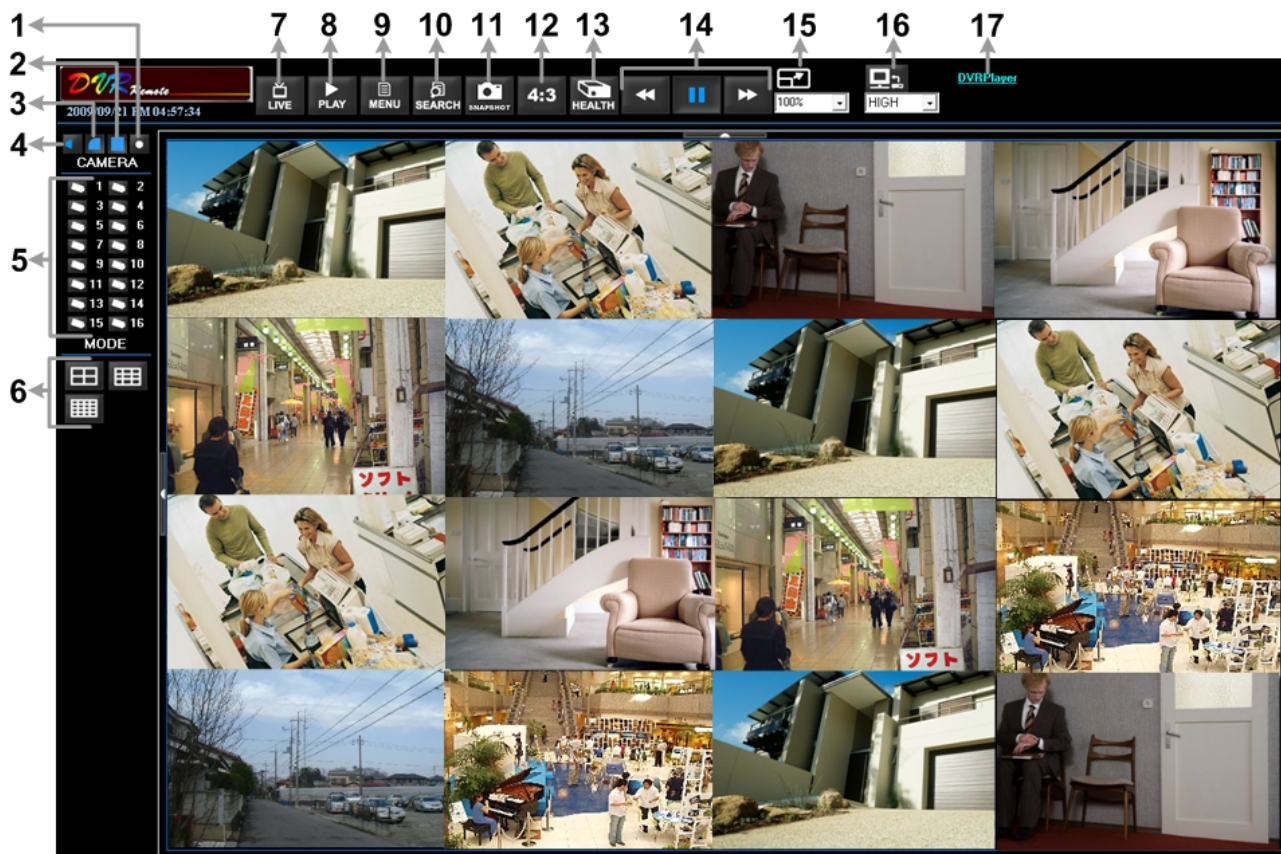 1
2
3
4
5
6
7
8
9
10
11
12
13
14
15
16
17
DVR Remote
2009/09/21 PM 04:57:34
LIVE
PLAY
MENU
SEARCH
SNAPSHOT
4:3
HEALTH
100%
HIGH
DVRPlayer
CAMERA
1 2
3 4
5 6
7 8
9 10
11 12
13 14
15 16
MODE
ソフト
ソフト